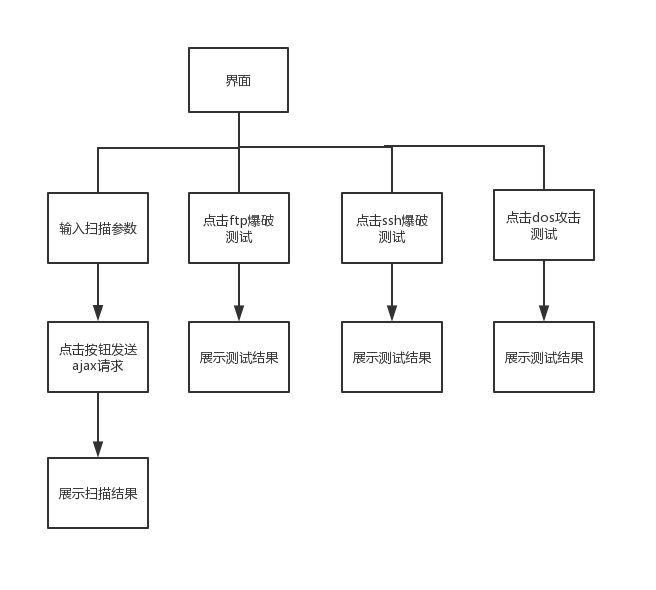 界面
输入扫描参数
点击ftp爆破
测试
点击ssh爆破
测试
点击dos攻击
测试
点击按钮发送
ajax请求
展示测试结果
展示测试结果
展示测试结果
展示扫描结果